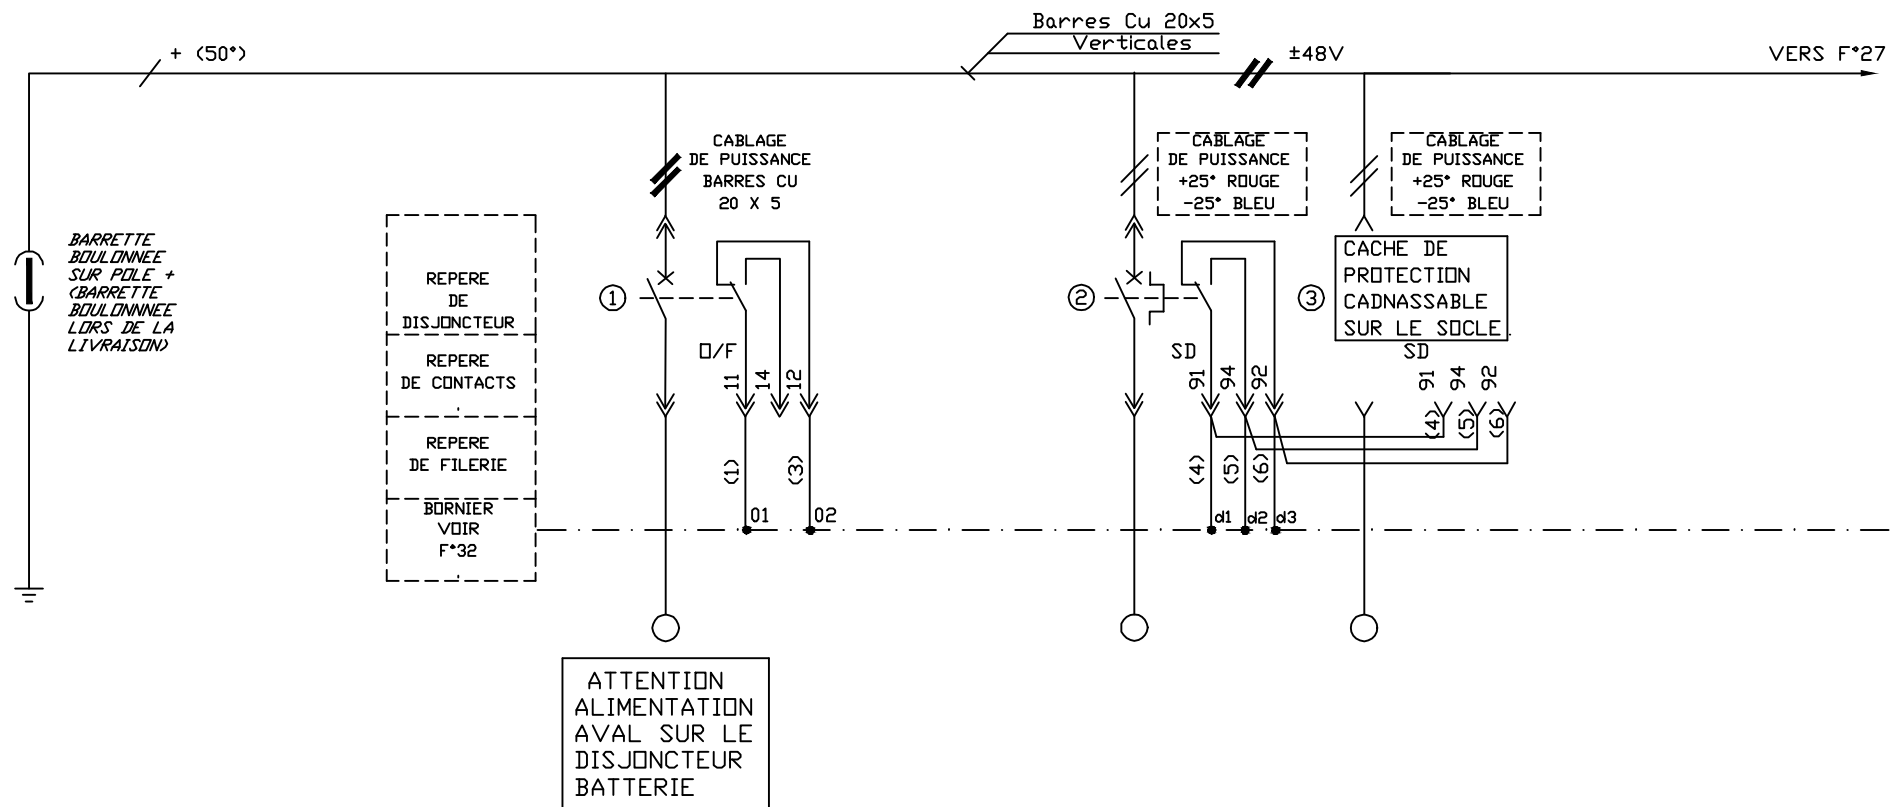 Barres Cu 20x5
Verticales
+ (50°)
±48V
VERS F°27
CABLAGE
DE PUISSANCE
BARRES CU
20 X 5
CABLAGE
DE PUISSANCE
+25° ROUGE
-25° BLEU
CABLAGE
DE PUISSANCE
+25° ROUGE
-25° BLEU
BARRETTE
BOULONNEE
SUR POLE +
(BARRETTE
BOULONNNEE
LORS DE LA
LIVRAISON)
REPERE
DE
DISJONCTEUR
REPERE
DE CONTACTS
REPERE
DE FILERIE
BORNIER
VOIR
F°32
1
O/F
11
14
12
(1)
(3)
01
02
2
SD
91
94
92
(4)
(5)
(6)
d1
d2
d3
3
CACHE DE
PROTECTION
CADNASSABLE
SUR LE SOCLE.
SD
91
94
92
(4)
(5)
(6)
ATTENTION
ALIMENTATION
AVAL SUR LE
DISJONCTEUR
BATTERIE